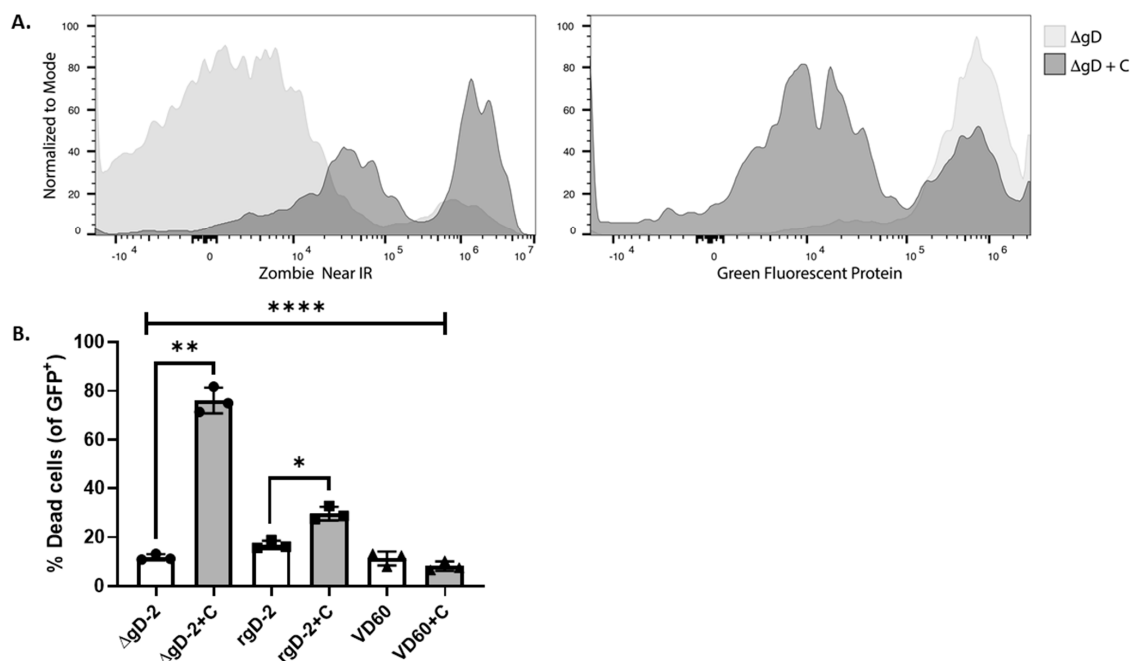 A.
Normalized to Mode
100
80
60
40
20
0
-10 4
0
10 4
10 5
10 6
10 7
Zombie Near IR
100
80
60
40
20
0
-10 4
0
10 4
10 5
10 6
Green Fluorescent Protein
ΔgD
ΔgD + C
B.
% Dead cells (of GFP+)
100
80
60
40
20
0
****
**
*
ΔgD-2
ΔgD-2+C
rgD-2
rgD-2+C
VD60
VD60+C